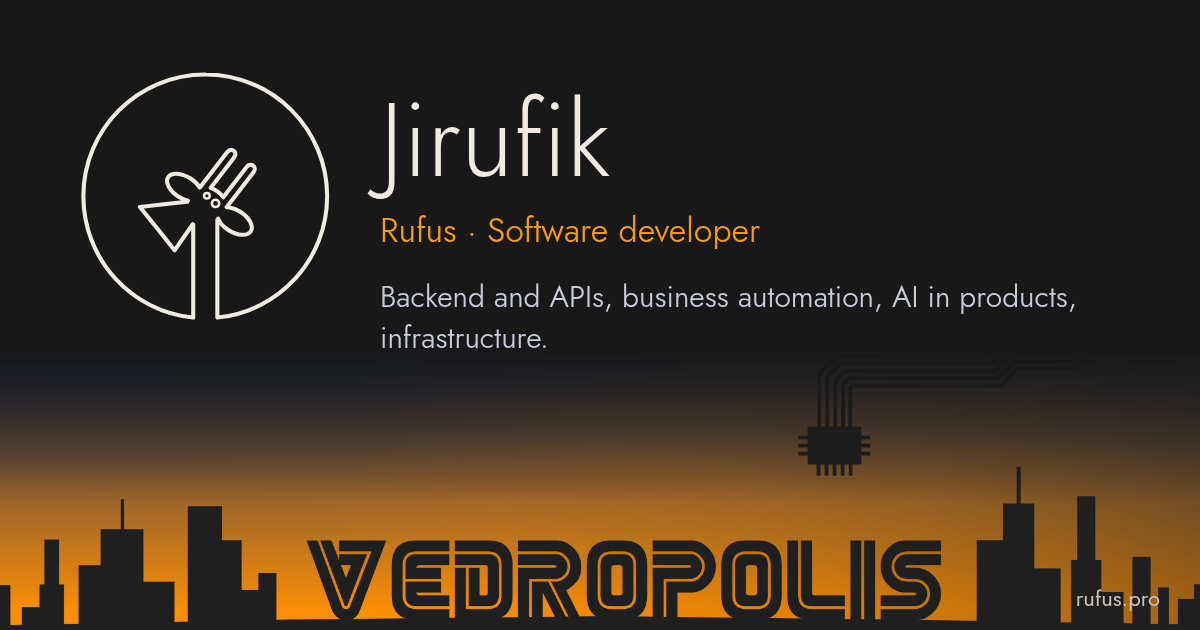 Jirufik
Rufus · Software developer
Backend and APIs, business automation, AI in products,
infrastructure.
VEDROPOLIS
rufus.pro